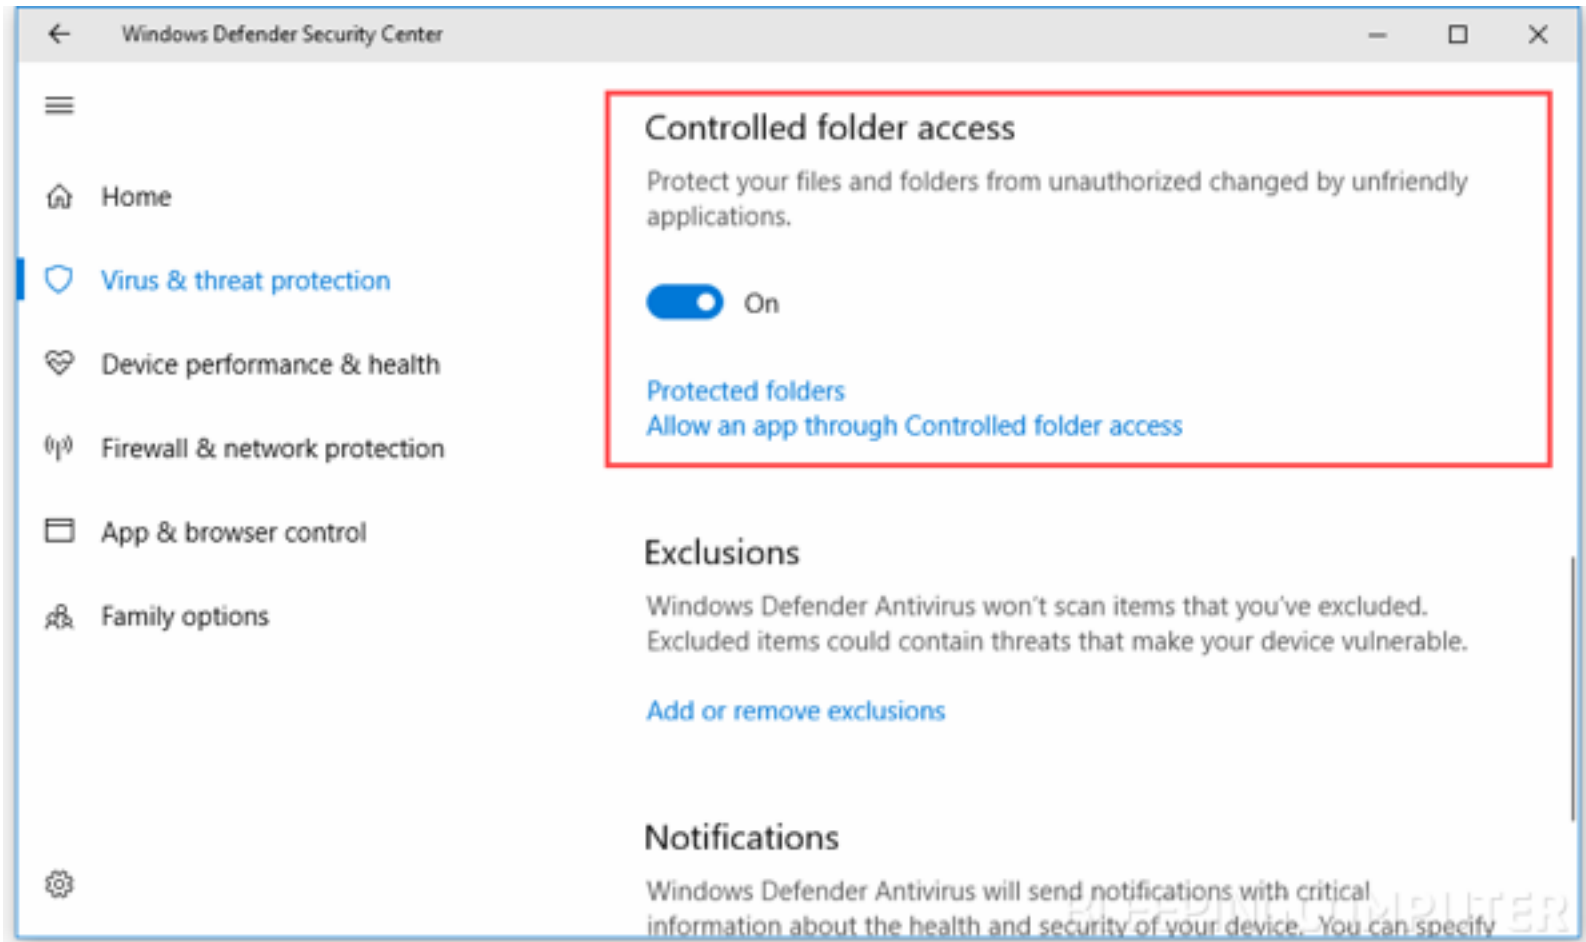 Windows Defender Security Center
Home
Virus & threat protection
Device performance & health
Firewall & network protection
App & browser control
Family options
Controlled folder access
Protect your files and folders from unauthorized changed by unfriendly
applications.
On
Protected folders
Allow an app through Controlled folder access
Exclusions
Windows Defender Antivirus won't scan items that you've excluded.
Excluded items could contain threats that make your device vulnerable.
Add or remove exclusions
Notifications
Windows Defender Antivirus will send notifications with critical
information about the health and security of your device. You can specify
BLEEPINGCOMPUTER